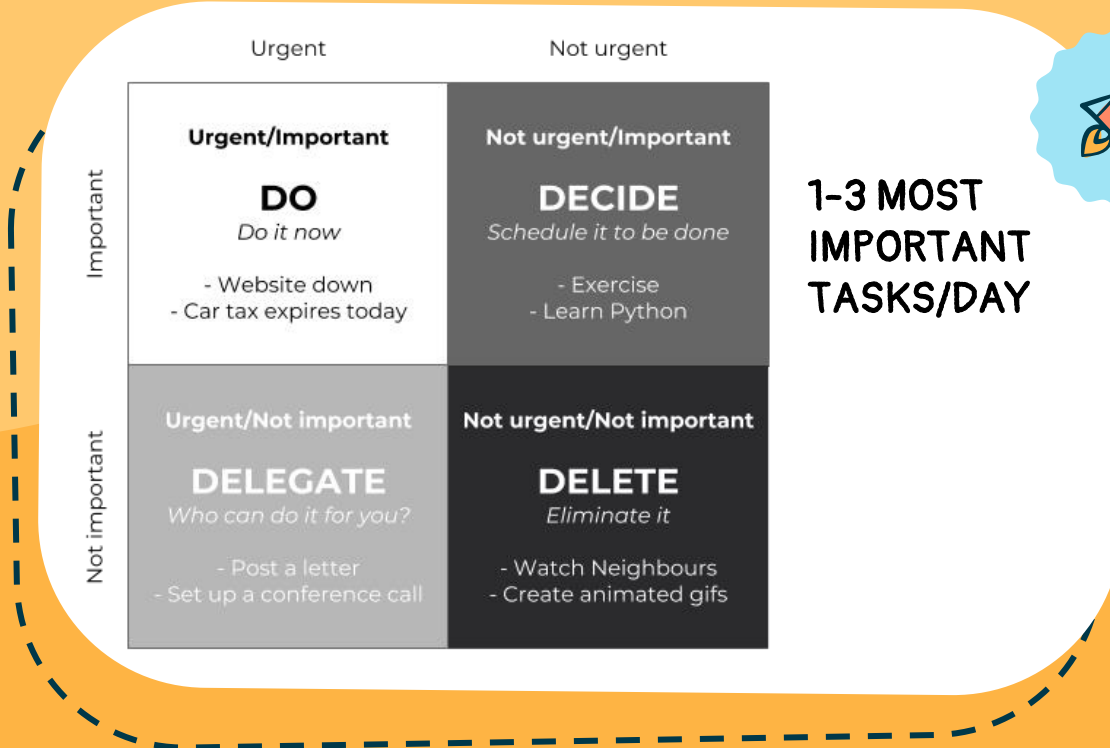 Urgent
Not urgent
Important
Urgent/Important
DO
Do it now
- Website down
- Car tax expires today
Not urgent/Important
DECIDE
Schedule it to be done
- Exercise
- Learn Python
1-3 MOST
IMPORTANT
TASKS/DAY
Not important
Urgent/Not important
DELEGATE
Who can do it for you?
- Post a letter
- Set up a conference call
Not urgent/Not important
DELETE
Eliminate it
- Watch Neighbours
- Create animated gifs